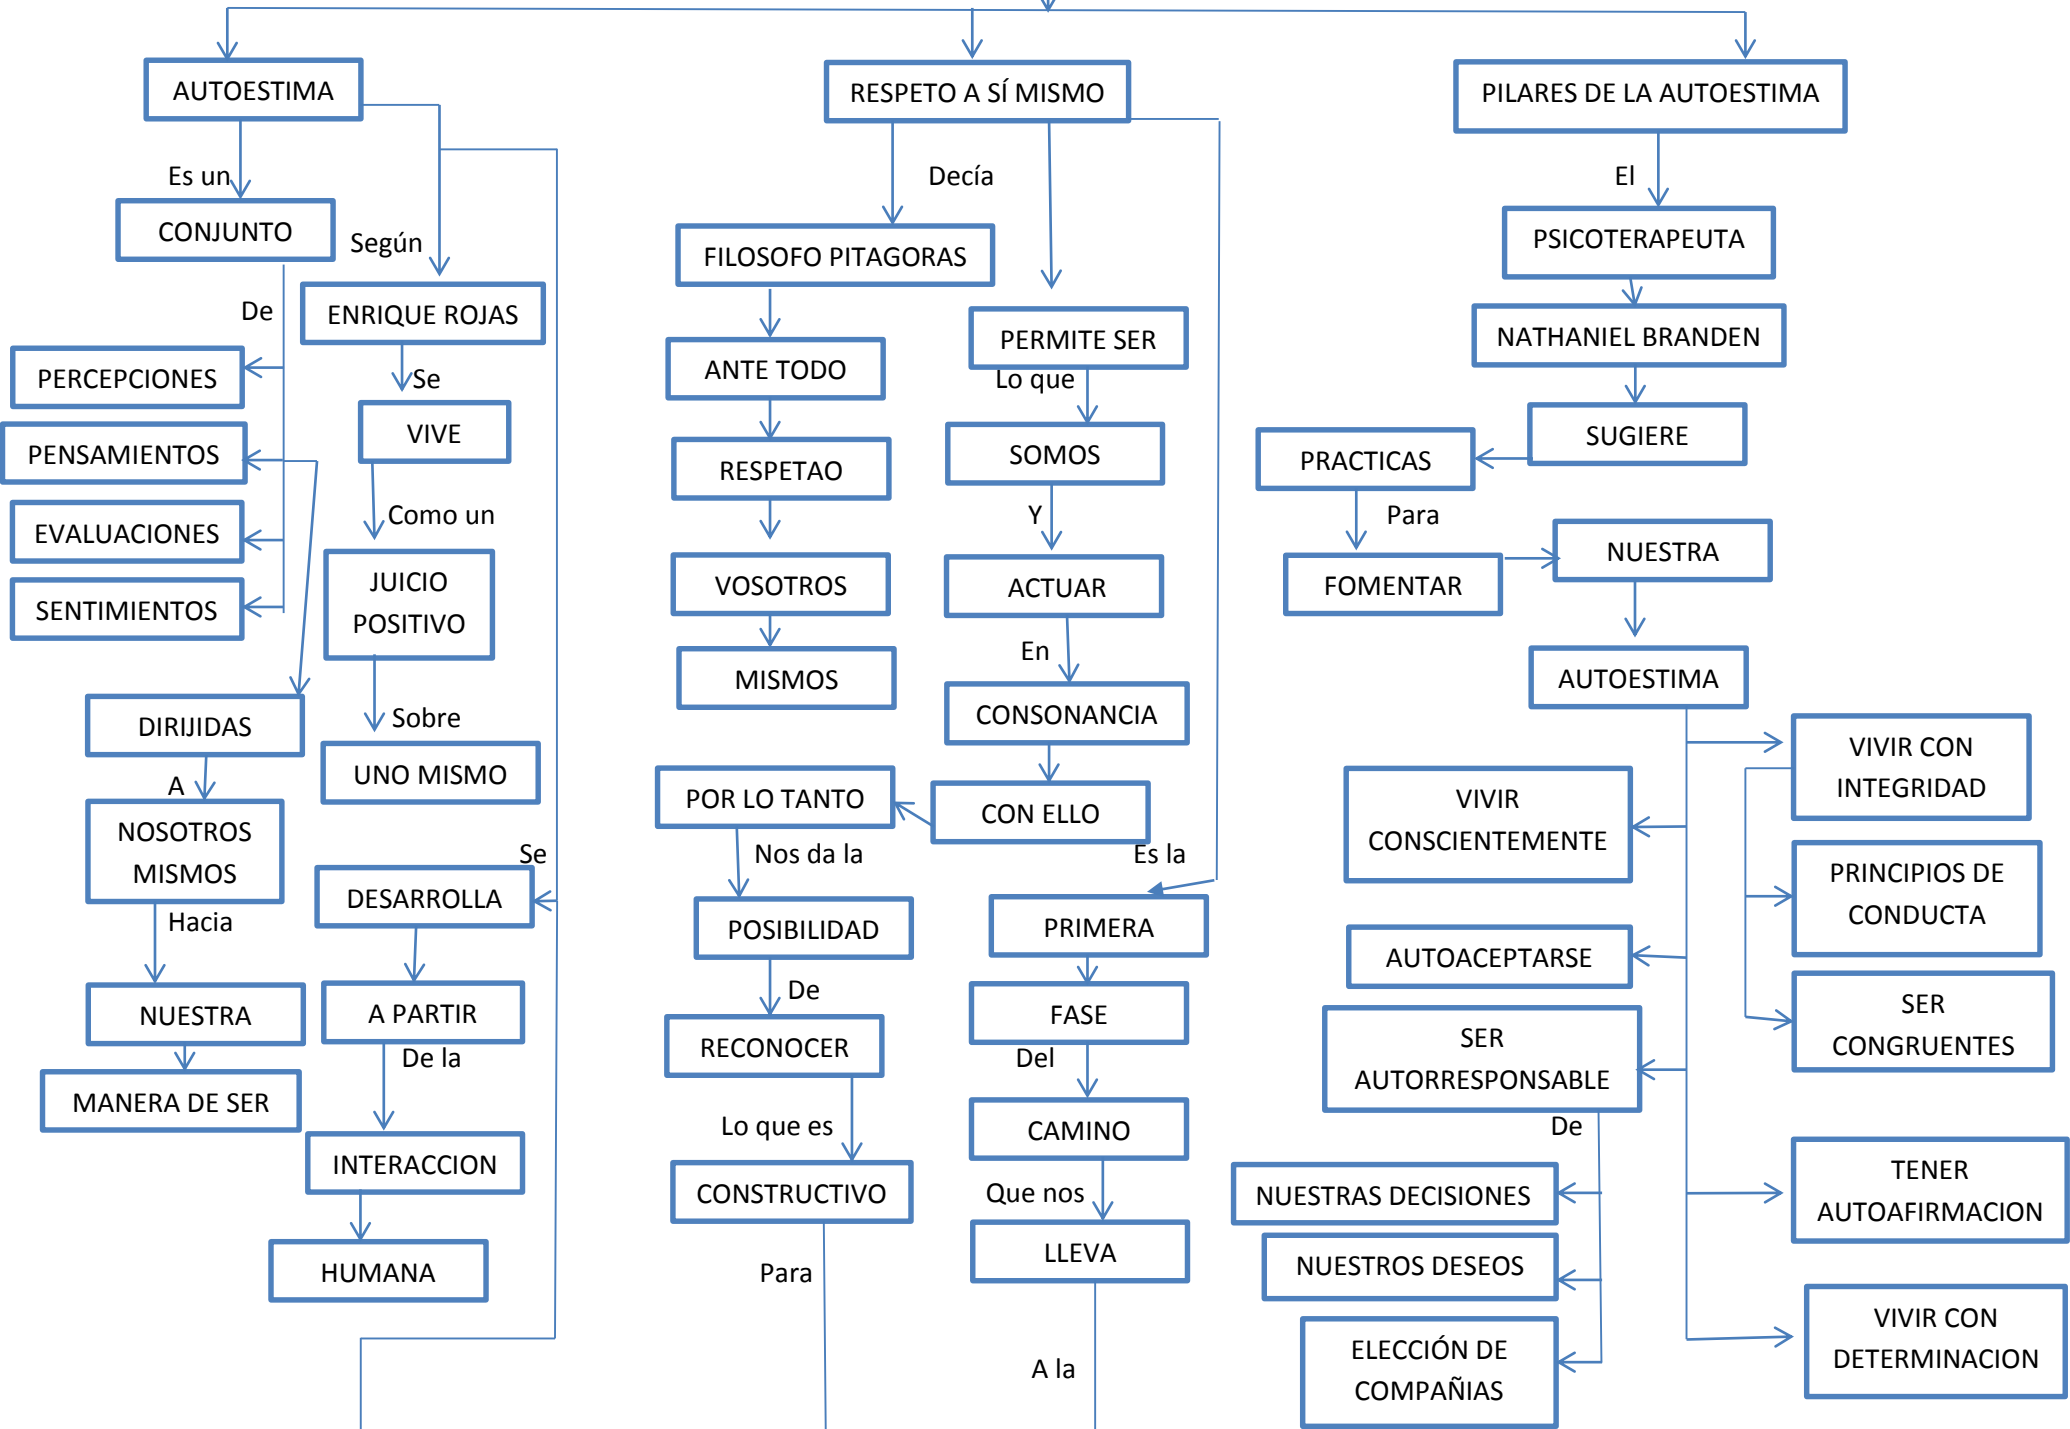 AUTOESTIMA
Es un
CONJUNTO
De
PERCEPCIONES
PENSAMIENTOS
EVALUACIONES
SENTIMIENTOS
DIRIJIDAS
A
NOSOTROS
MISMOS
Hacia
NUESTRA
MANERA DE SER
Según
ENRIQUE ROJAS
Se
VIVE
Como un
JUICIO
POSITIVO
Sobre
UNO MISMO
Se
DESARROLLA
A PARTIR
De la
INTERACCION
HUMANA
RESPETO A SÍ MISMO
Decía
FILOSOFO PITAGORAS
ANTE TODO
RESPETAO
VOSOTROS
MISMOS
PERMITE SER
Lo que
SOMOS
Y
ACTUAR
En
CONSONANCIA
CON ELLO
POR LO TANTO
Nos da la
POSIBILIDAD
De
RECONOCER
Lo que es
CONSTRUCTIVO
Para
Es la
PRIMERA
FASE
Del
CAMINO
Que nos
LLEVA
A la
PILARES DE LA AUTOESTIMA
El
PSICOTERAPEUTA
NATHANIEL BRANDEN
SUGIERE
PRACTICAS
Para
FOMENTAR
NUESTRA
AUTOESTIMA
VIVIR CON
INTEGRIDAD
PRINCIPIOS DE
CONDUCTA
SER
CONGRUENTES
VIVIR
CONSCIENTEMENTE
AUTOACEPTARSE
SER
AUTORRESPONSABLE
De
NUESTRAS DECISIONES
NUESTROS DESEOS
ELECCIÓN DE
COMPAÑIAS
TENER
AUTOAFIRMACION
VIVIR CON
DETERMINACION